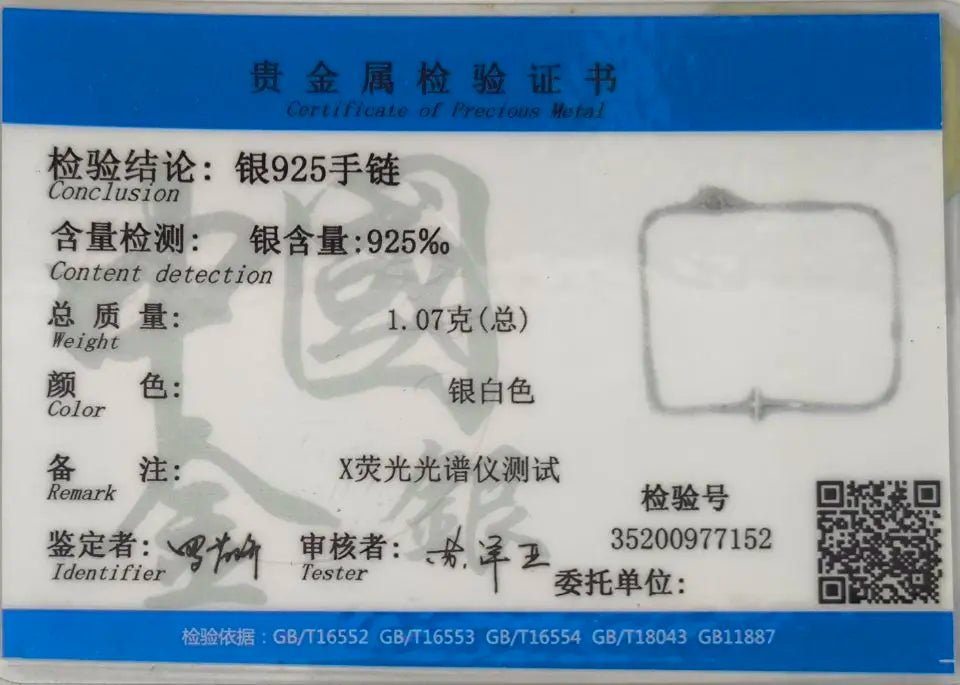 贵金属检验证书
Certificate of Precious Metal
检验结论: 银925手链
Conclusion
含量检测: 银含量:925‰
Content detection
总质量: 1.07克(总)
Weight
颜色: 银白色
Color
备注: X荧光光谱仪测试
Remark
检验号
35200977152
鉴定者: 审核者:
Identifier Tester
委托单位:
检验依据：GB/T16552 GB/T16553 GB/T16554 GB/T18043 GB11887
中國
金銀